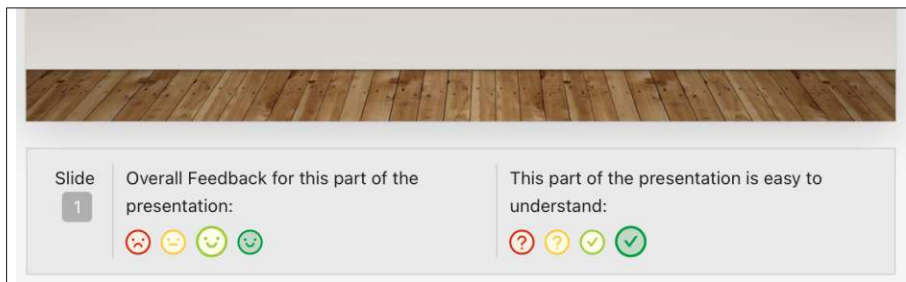 Slide
1
Overall Feedback for this part of the
presentation:
This part of the presentation is easy to
understand: